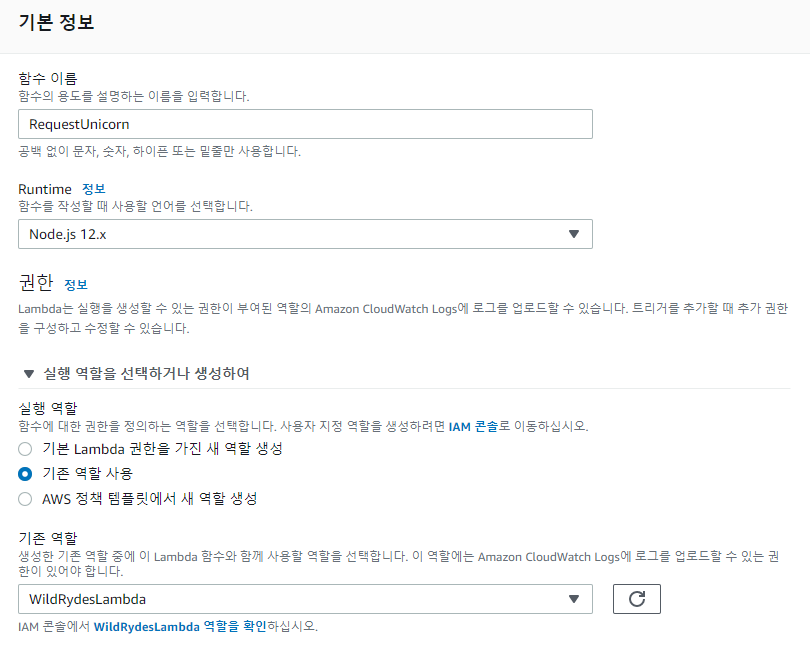 기본 정보
함수 이름
함수의 용도를 설명하는 이름을 입력합니다.
RequestUnicorn
공백 없이 문자, 숫자, 하이픈 또는 밑줄만 사용합니다.
Runtime 정보
함수를 작성할 때 사용할 언어를 선택합니다.
Node.js 12.x
권한 정보
Lambda는 실행을 생성할 수 있는 권한이 부여된 역할의 Amazon CloudWatch Logs에 로그를 업로드할 수 있습니다. 트리거를 추가할 때 추가 권한
을 구성하고 수정할 수 있습니다.
실행 역할을 선택하거나 생성하여
실행 역할
함수에 대한 권한을 정의하는 역할을 선택합니다. 사용자 지정 역할을 생성하려면 IAM 콘솔로 이동하십시오.
기본 Lambda 권한을 가진 새 역할 생성
기존 역할 사용
AWS 정책 템플릿에서 새 역할 생성
기존 역할
생성한 기존 역할 중에 이 Lambda 함수와 함께 사용할 역할을 선택합니다. 이 역할에는 Amazon CloudWatch Logs에 로그를 업로드할 수 있는 권
한이 있어야 합니다.
WildRydesLambda
IAM 콘솔에서 WildRydesLambda 역할을 확인하십시오.